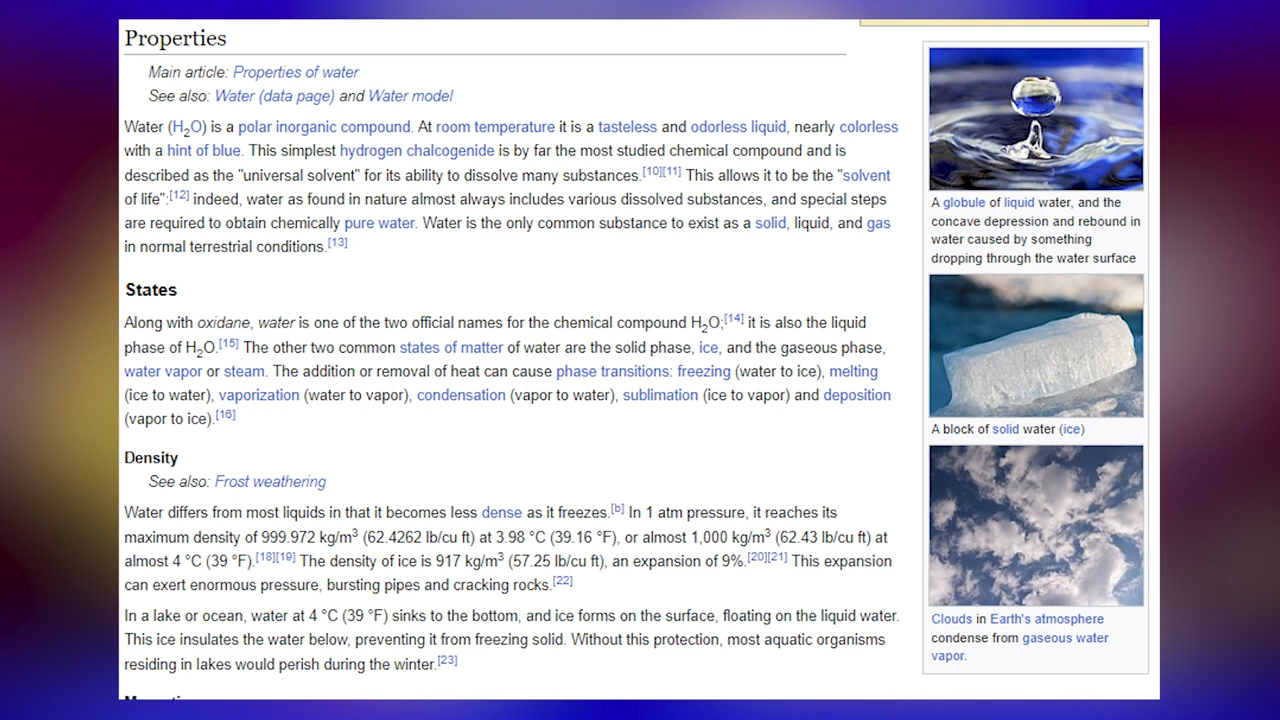 Properties
Main article: Properties of water
See also: Water (data page) and Water model
Water (H₂O) is a polar inorganic compound. At room temperature it is a tasteless and odorless liquid, nearly colorless
with a hint of blue. This simplest hydrogen chalcogenide is by far the most studied chemical compound and is
described as the "universal solvent" for its ability to dissolve many substances.[10][11] This allows it to be the "solvent
of life":[12] indeed, water as found in nature almost always includes various dissolved substances, and special steps
are required to obtain chemically pure water. Water is the only common substance to exist as a solid, liquid, and gas
in normal terrestrial conditions.[13]
States
Along with oxidane, water is one of the two official names for the chemical compound H₂O;[14] it is also the liquid
phase of H₂O.[15] The other two common states of matter of water are the solid phase, ice, and the gaseous phase,
water vapor or steam. The addition or removal of heat can cause phase transitions: freezing (water to ice), melting
(ice to water), vaporization (water to vapor), condensation (vapor to water), sublimation (ice to vapor) and deposition
(vapor to ice).[16]
Density
See also: Frost weathering
Water differs from most liquids in that it becomes less dense as it freezes.[b] In 1 atm pressure, it reaches its
maximum density of 999.972 kg/m³ (62.4262 lb/cu ft) at 3.98 °C (39.16 °F), or almost 1,000 kg/m³ (62.43 lb/cu ft) at
almost 4 °C (39 °F).[18][19] The density of ice is 917 kg/m³ (57.25 lb/cu ft), an expansion of 9%.[20][21] This expansion
can exert enormous pressure, bursting pipes and cracking rocks.[22]
In a lake or ocean, water at 4 °C (39 °F) sinks to the bottom, and ice forms on the surface, floating on the liquid water.
This ice insulates the water below, preventing it from freezing solid. Without this protection, most aquatic organisms
residing in lakes would perish during the winter.[23]
A globule of liquid water, and the
concave depression and rebound in
water caused by something
dropping through the water surface
A block of solid water (ice)
Clouds in Earth's atmosphere
condense from gaseous water
vapor.